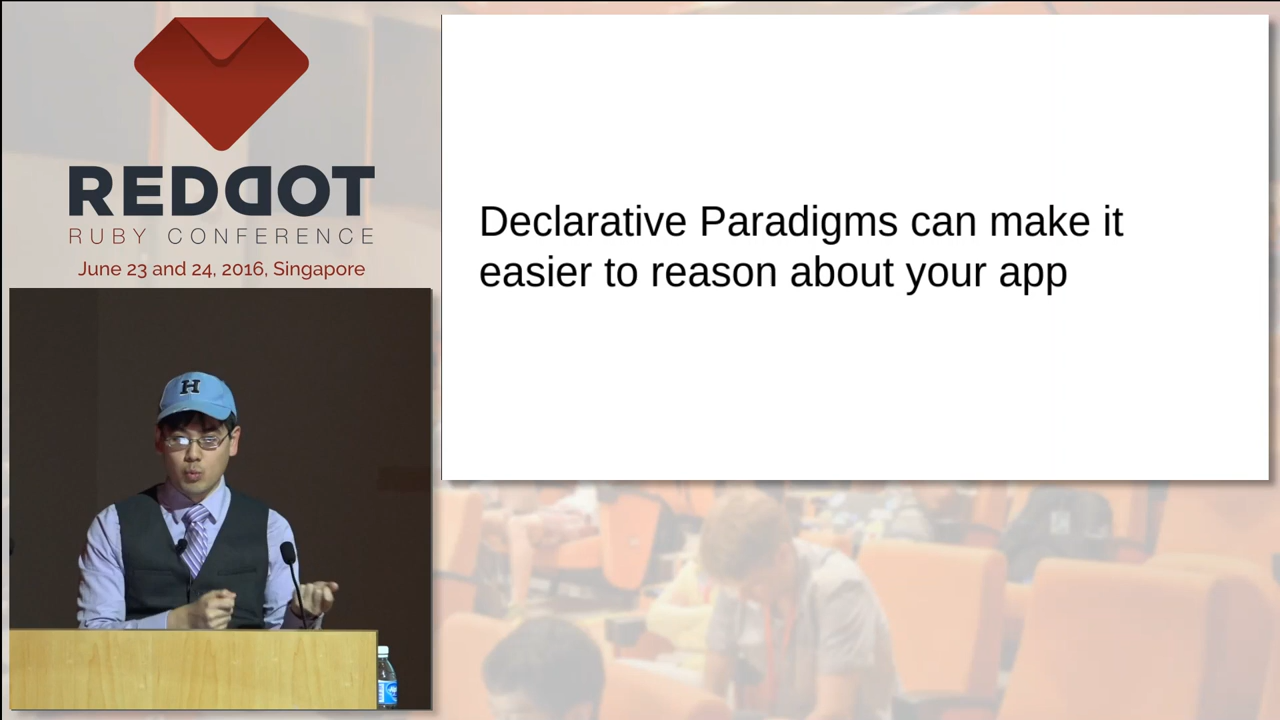 REDDOT
RUBY CONFERENCE
June 23 and 24, 2016, Singapore
Declarative Paradigms can make it
easier to reason about your app
H